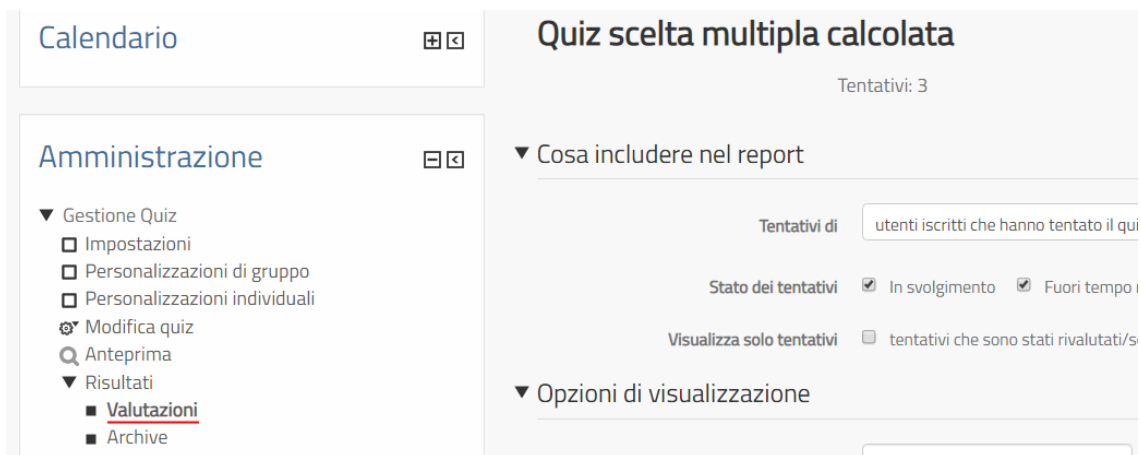 Calendario
Amministrazione
Gestione Quiz
Impostazioni
Personalizzazioni di gruppo
Personalizzazioni individuali
Modifica quiz
Anteprima
Risultati
Valutazioni
Archive
Quiz scelta multipla calcolata
Tentativi: 3
Cosa includere nel report
Tentativi di utenti iscritti che hanno tentato il qui
Stato dei tentativi In svolgimento Fuori tempo
Visualizza solo tentativi tentativi che sono stati rivalutati/
Opzioni di visualizzazione